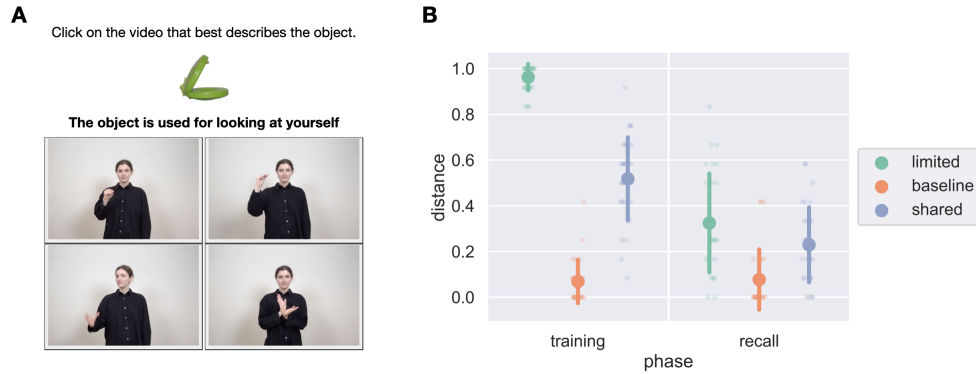 A
Click on the video that best describes the object.
The object is used for looking at yourself
B
1.0
0.8
0.6
0.4
0.2
0.0
distance
training
recall
phase
limited
baseline
shared